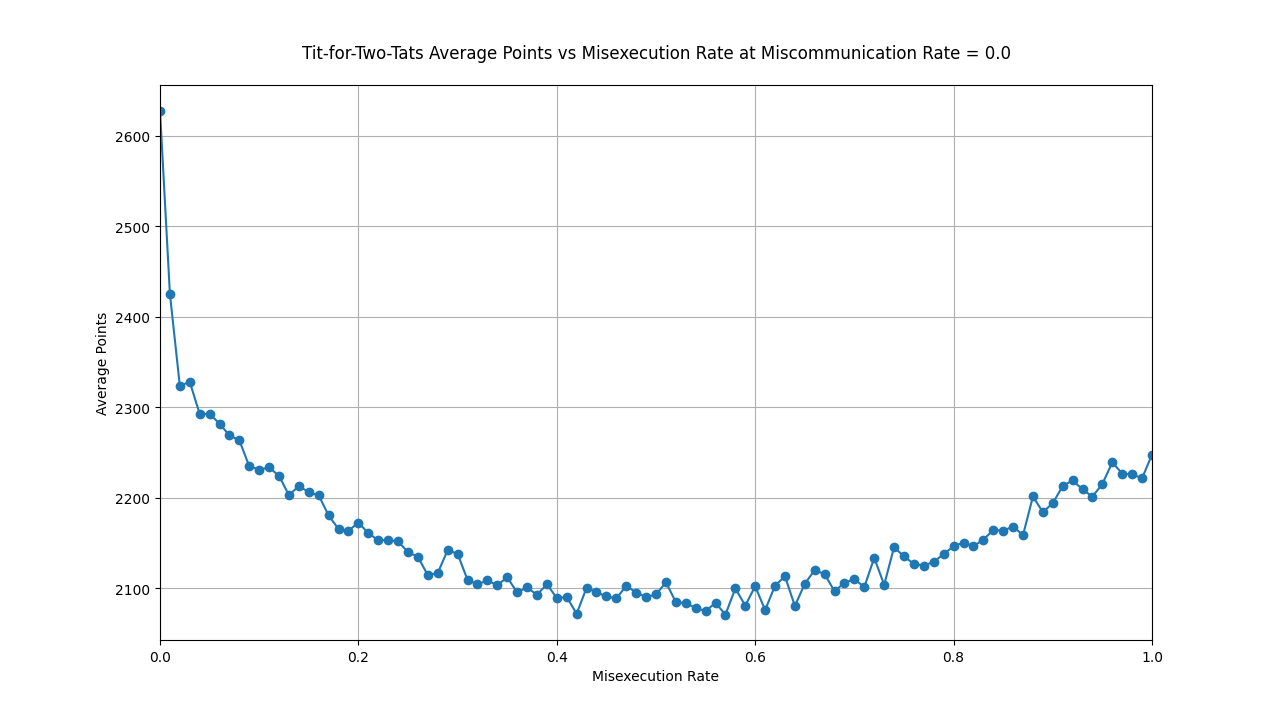 Tit-for-Two-Tats Average Points vs Misexecution Rate at Miscommunication Rate = 0.0
2600
2500
2400
Average Points
2300
2200
2100
0.0 0.2 0.4 0.6 0.8 1.0
Misexecution Rate